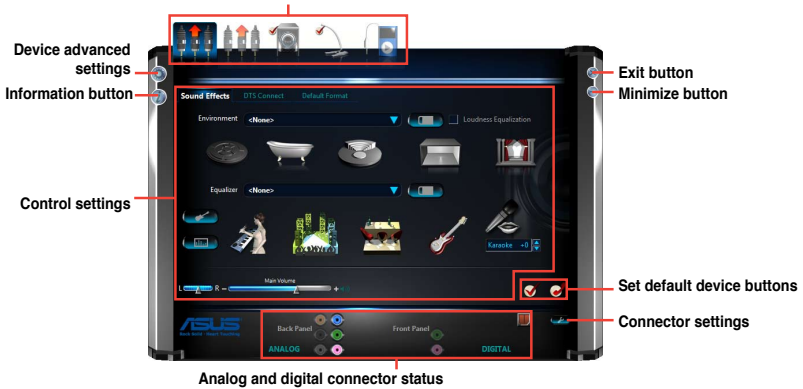 Device advanced
settings
Information button
Exit button
Minimize button
Sound Effects DTS Connect Default Format
Environment <None> Loudness Equalization
Equalizer <None>
Control settings
Karaoke +0
Main Volume
L R - +
Set default device buttons
ASUS
Back Panel Front Panel
ANALOG DIGITAL
Connector settings
Analog and digital connector status